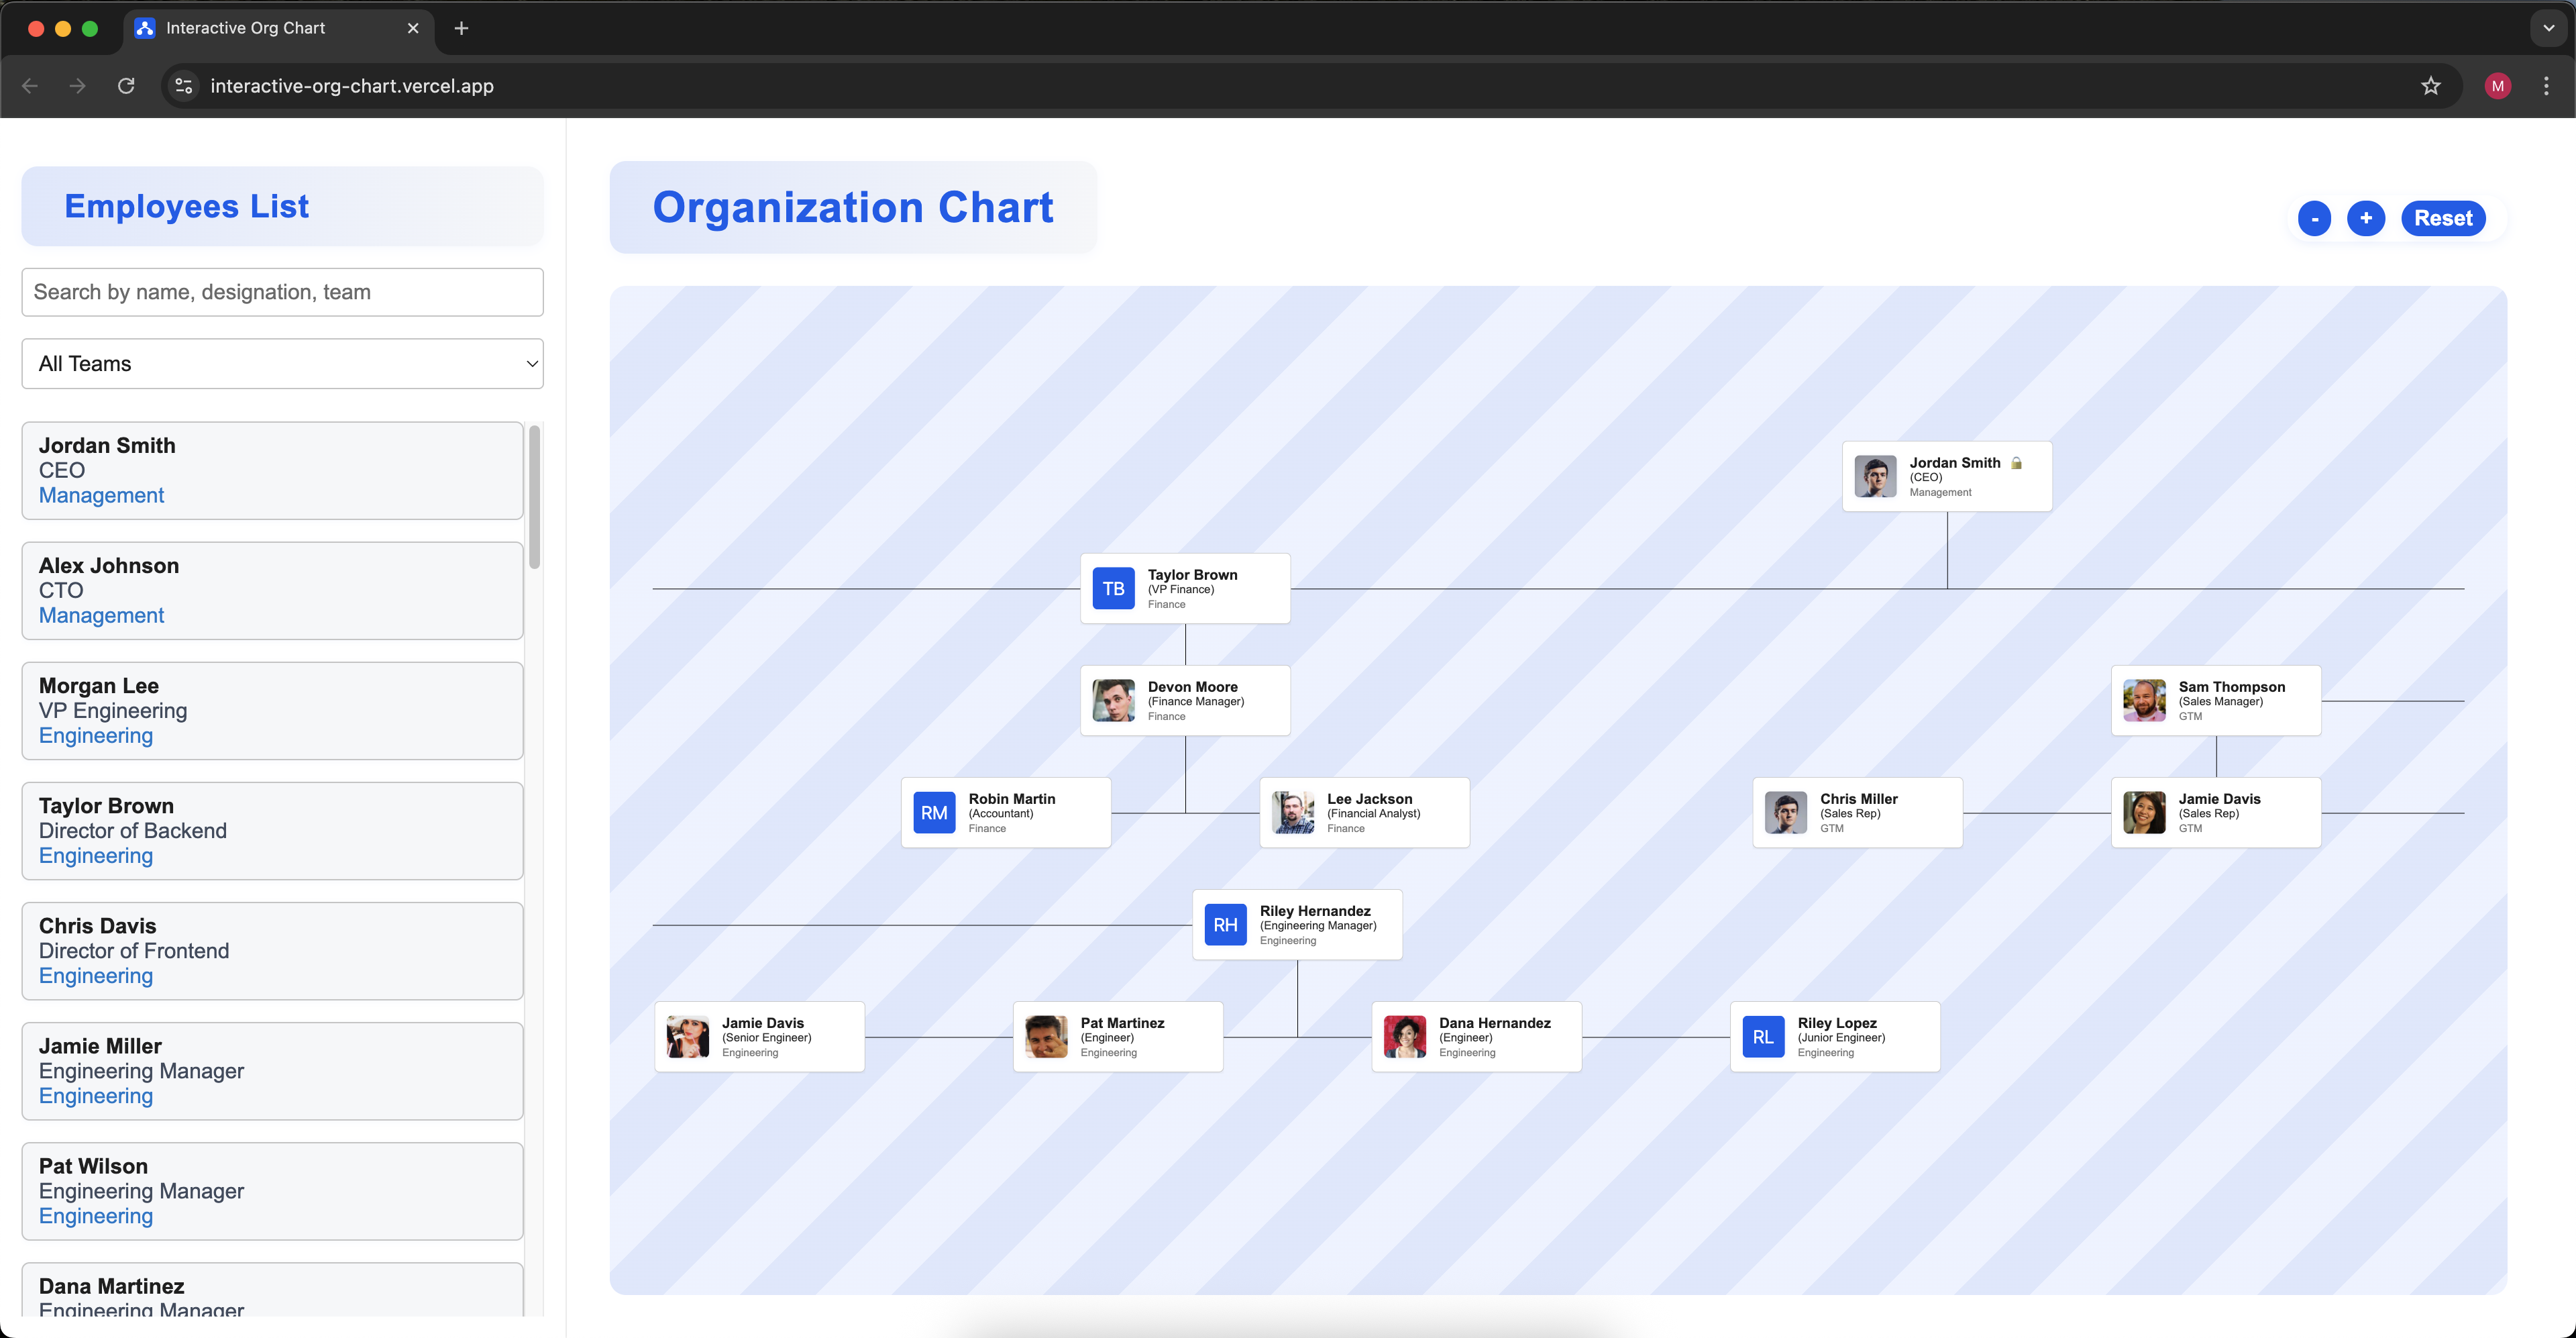 Interactive Org Chart
interactive-org-chart.vercel.app
M
Employees List
Search by name, designation, team
All Teams
Jordan Smith
CEO
Management
Alex Johnson
CTO
Management
Morgan Lee
VP Engineering
Engineering
Taylor Brown
Director of Backend
Engineering
Chris Davis
Director of Frontend
Engineering
Jamie Miller
Engineering Manager
Engineering
Pat Wilson
Engineering Manager
Engineering
Dana Martinez
Engineering Manager
Organization Chart
-
+
Reset
Jordan Smith
(CEO)
Management
TB
Taylor Brown
(VP Finance)
Finance
Devon Moore
(Finance Manager)
Finance
Sam Thompson
(Sales Manager)
GTM
RM
Robin Martin
(Accountant)
Finance
Lee Jackson
(Financial Analyst)
Finance
Chris Miller
(Sales Rep)
GTM
Jamie Davis
(Sales Rep)
GTM
RH
Riley Hernandez
(Engineering Manager)
Engineering
Jamie Davis
(Senior Engineer)
Engineering
Pat Martinez
(Engineer)
Engineering
Dana Hernandez
(Engineer)
Engineering
RL
Riley Lopez
(Junior Engineer)
Engineering